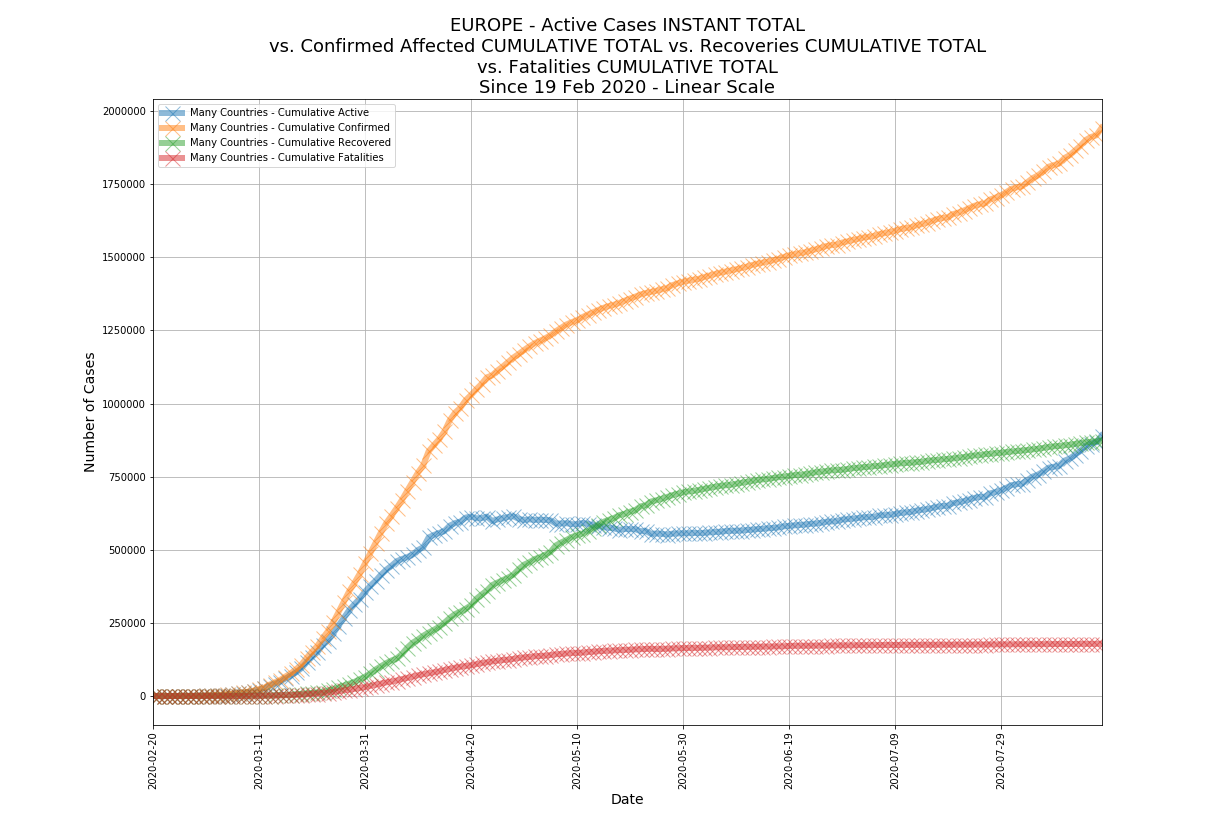 EUROPE - Active Cases INSTANT TOTAL
vs. Confirmed Affected CUMULATIVE TOTAL vs. Recoveries CUMULATIVE TOTAL
vs. Fatalities CUMULATIVE TOTAL
Since 19 Feb 2020 - Linear Scale
Many Countries - Cumulative Active
Many Countries - Cumulative Confirmed
Many Countries - Cumulative Recovered
Many Countries - Cumulative Fatalities
Number of Cases
2000000
1750000
1500000
1250000
1000000
750000
500000
250000
0
2020-02-20
2020-03-11
2020-03-31
2020-04-20
2020-05-10
2020-05-30
2020-06-19
2020-07-09
2020-07-29
Date